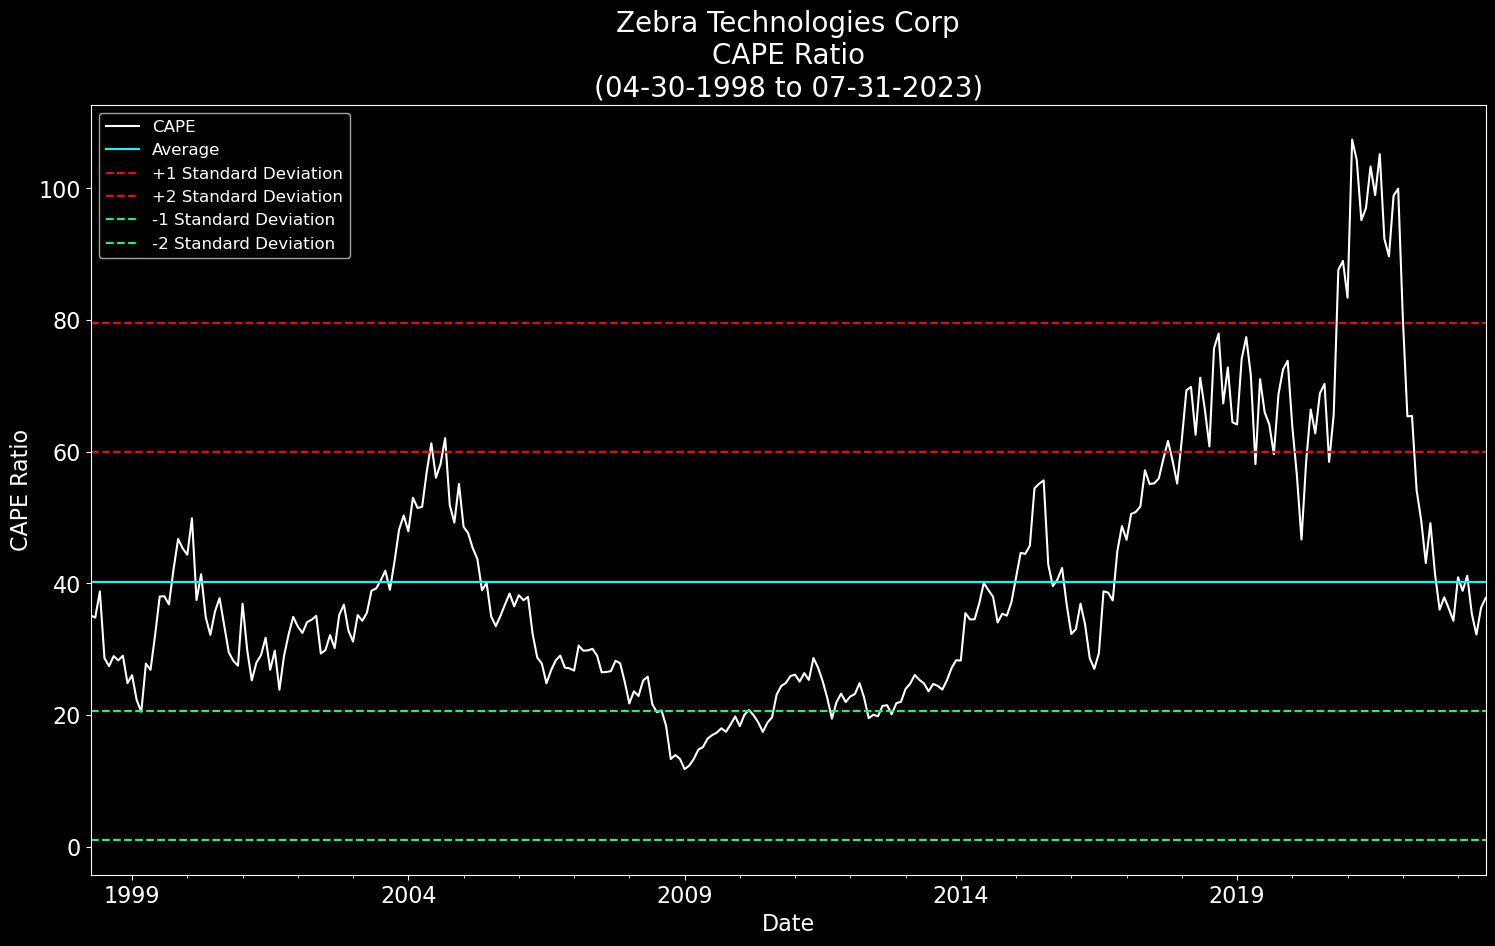 Zebra Technologies Corp
CAPE Ratio
(04-30-1998 to 07-31-2023)
CAPE
Average
+1 Standard Deviation
+2 Standard Deviation
-1 Standard Deviation
-2 Standard Deviation
CAPE Ratio
100
80
60
40
20
0
1999
2004
2009
2014
2019
Date